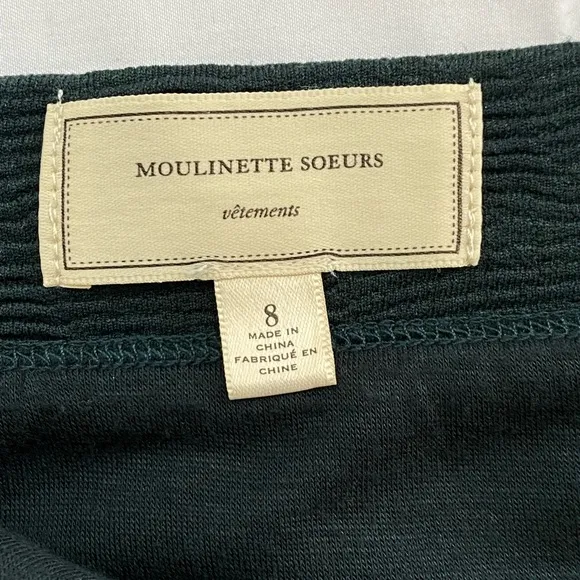 MOULINETTE SOEURS
vêtements
8
MADE IN
CHINA
FABRIQUÉ EN
CHINE